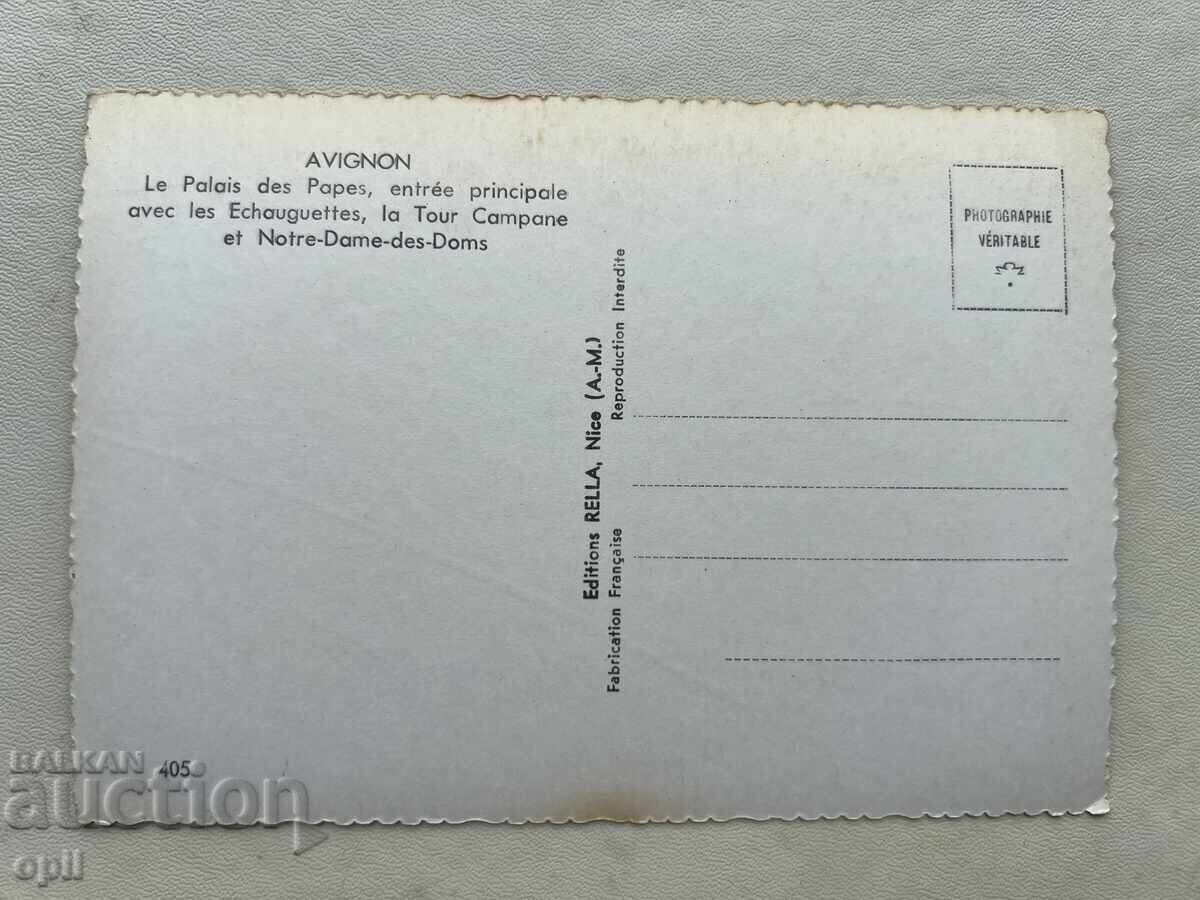 AVIGNON
Le Palais des Papes, entrée principale
avec les Echauguettes, la Tour Campane
et Notre-Dame-des-Doms
PHOTOGRAPHIE
VÉRITABLE
Editions RELLA, Nice (A.-M.)
Fabrication Française Reproduction Interdite
405
BALKAN
auction
opii